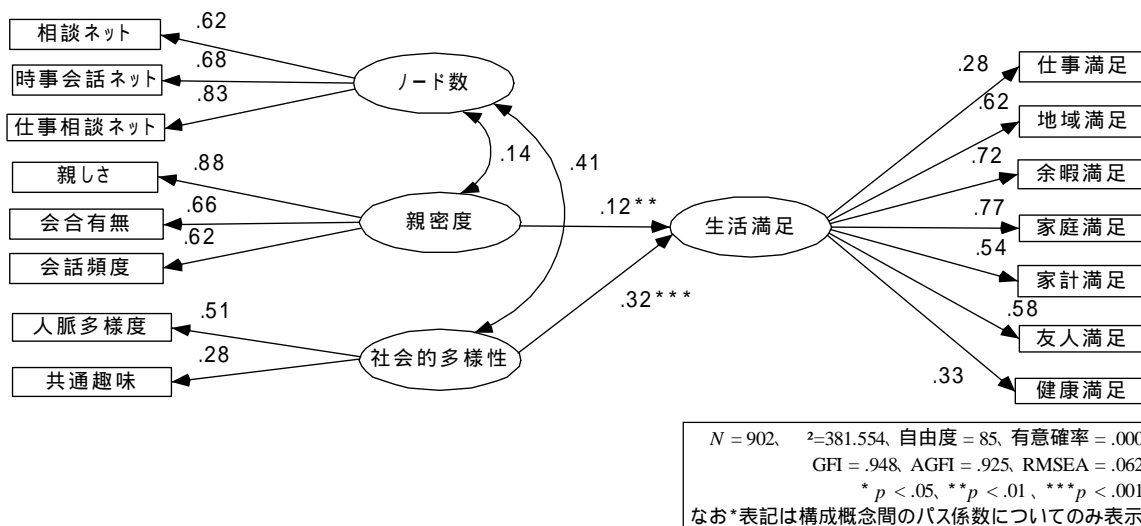 相談ネット
時事会話ネット
仕事相談ネット
親しさ
会合有無
会話頻度
人脈多様度
共通趣味
.62
.68
.83
.88
.66
.62
.51
.28
ノード数
親密度
社会的多様性
.14
.41
.12**
.32***
生活満足
.28
.62
.72
.77
.54
.58
.33
仕事満足
地域満足
余暇満足
家庭満足
家計満足
友人満足
健康満足
N = 902、 ²=381.554、自由度 = 85、有意確率 = .000
GFI = .948、AGFI = .925、RMSEA = .062
* p < .05、**p < .01 、***p < .001
なお*表記は構成概念間のパス係数についてのみ表示